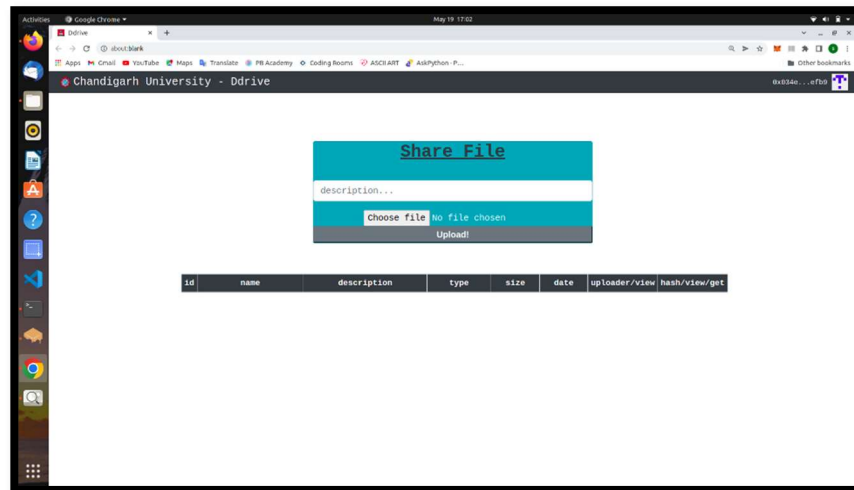 Activities Google Chrome May 19 17:02
Ddrive
about:blank
Apps Gmail YouTube Maps Translate PB Academy Coding Rooms ASCII ART AskPython - P... Other bookmarks
Chandigarh University - Ddrive 0x034e...efb9
Share File
description...
Choose file No file chosen
Upload!
id name description type size date uploader/view hash/view/get